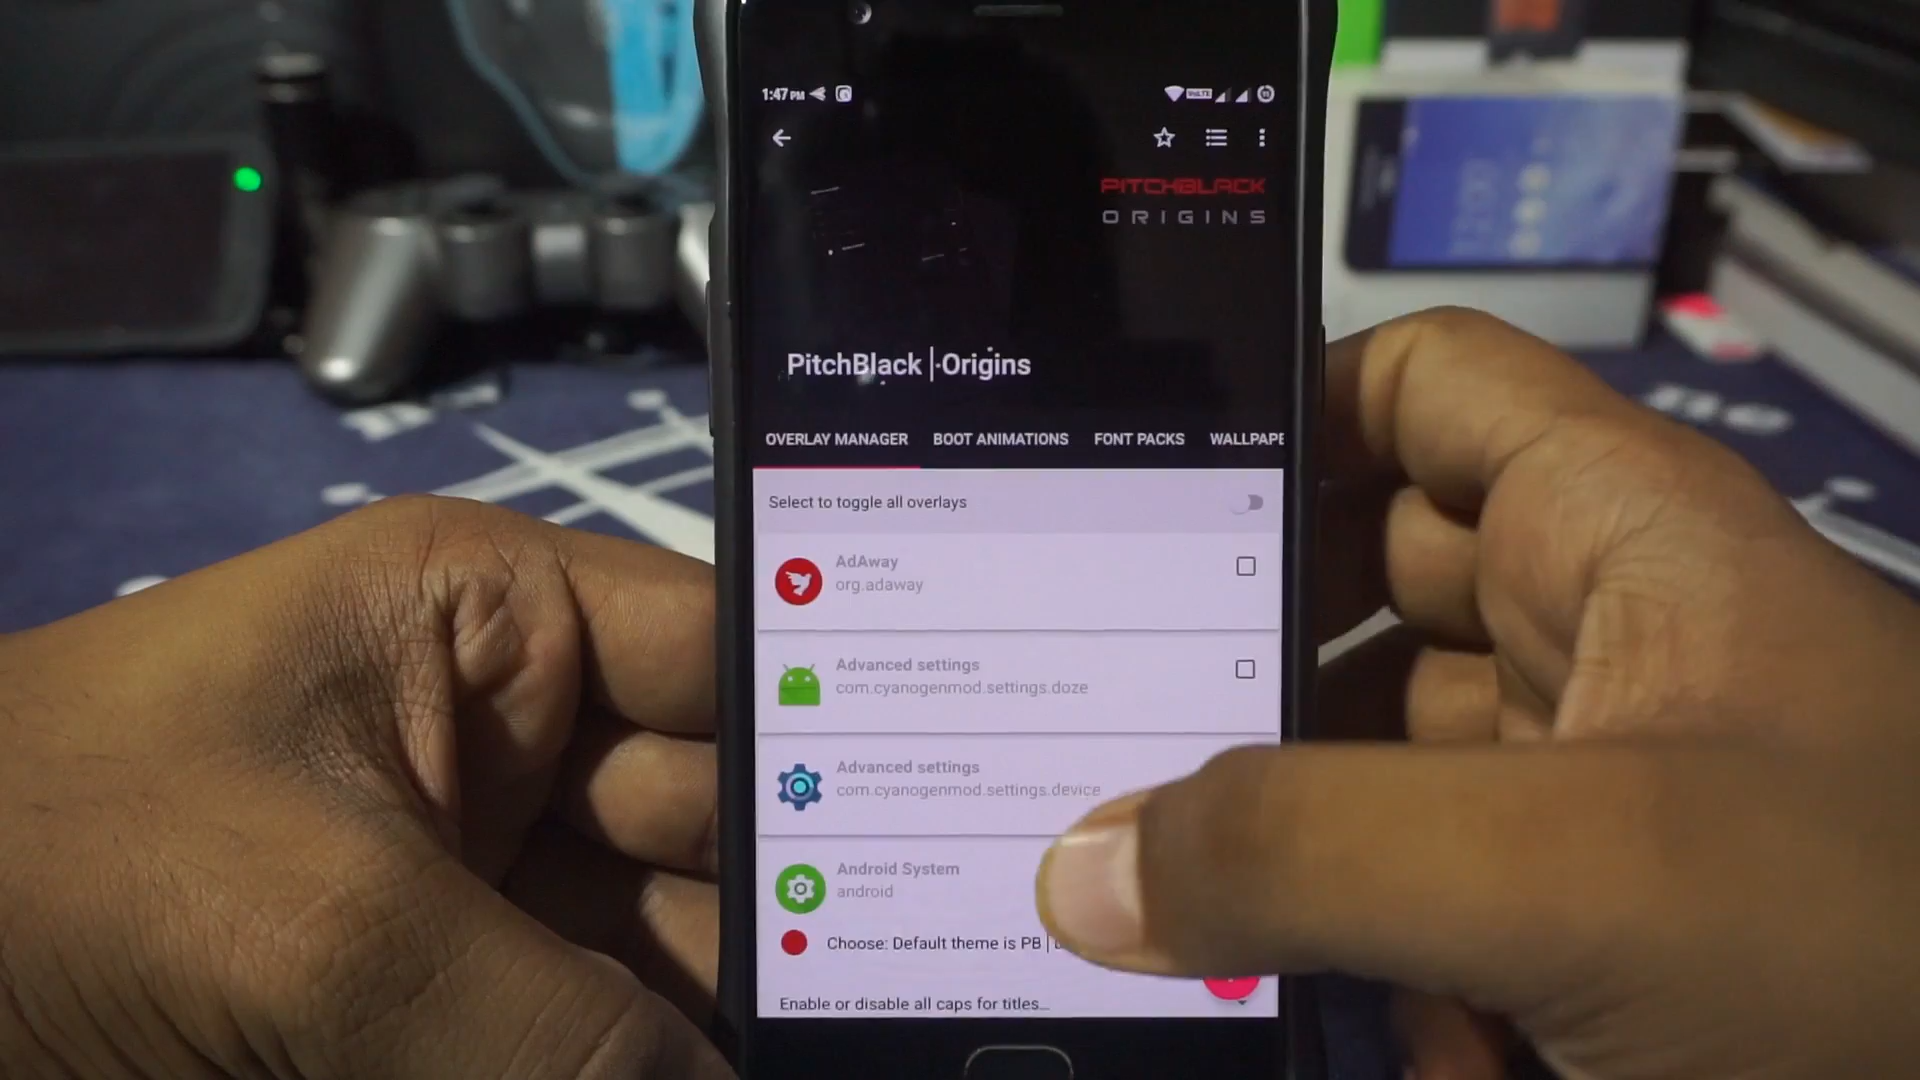 1:47 PM
VoLTE
PITCHBLACK
ORIGINS
PitchBlack | Origins
OVERLAY MANAGER BOOT ANIMATIONS FONT PACKS WALLPAPE
Select to toggle all overlays
AdAway
org.adaway
Advanced settings
com.cyanogenmod.settings.doze
Advanced settings
com.cyanogenmod.settings.device
Android System
android
Choose: Default theme is PB |
Enable or disable all caps for titles...